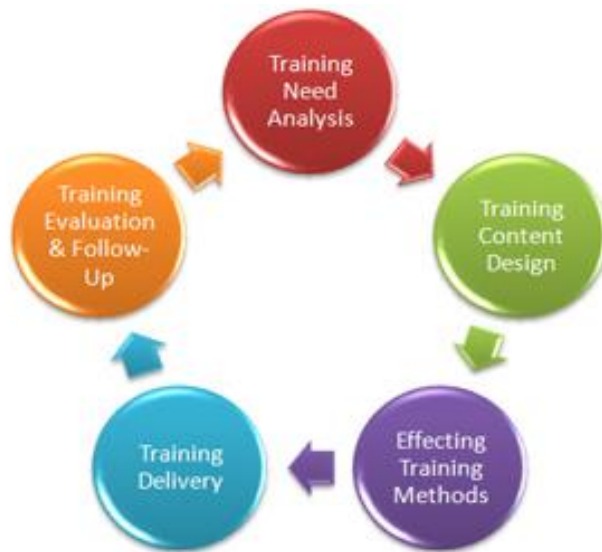 Training
Need
Analysis
Training
Content
Design
Effecting
Training
Methods
Training
Delivery
Training
Evaluation
& Follow-
Up